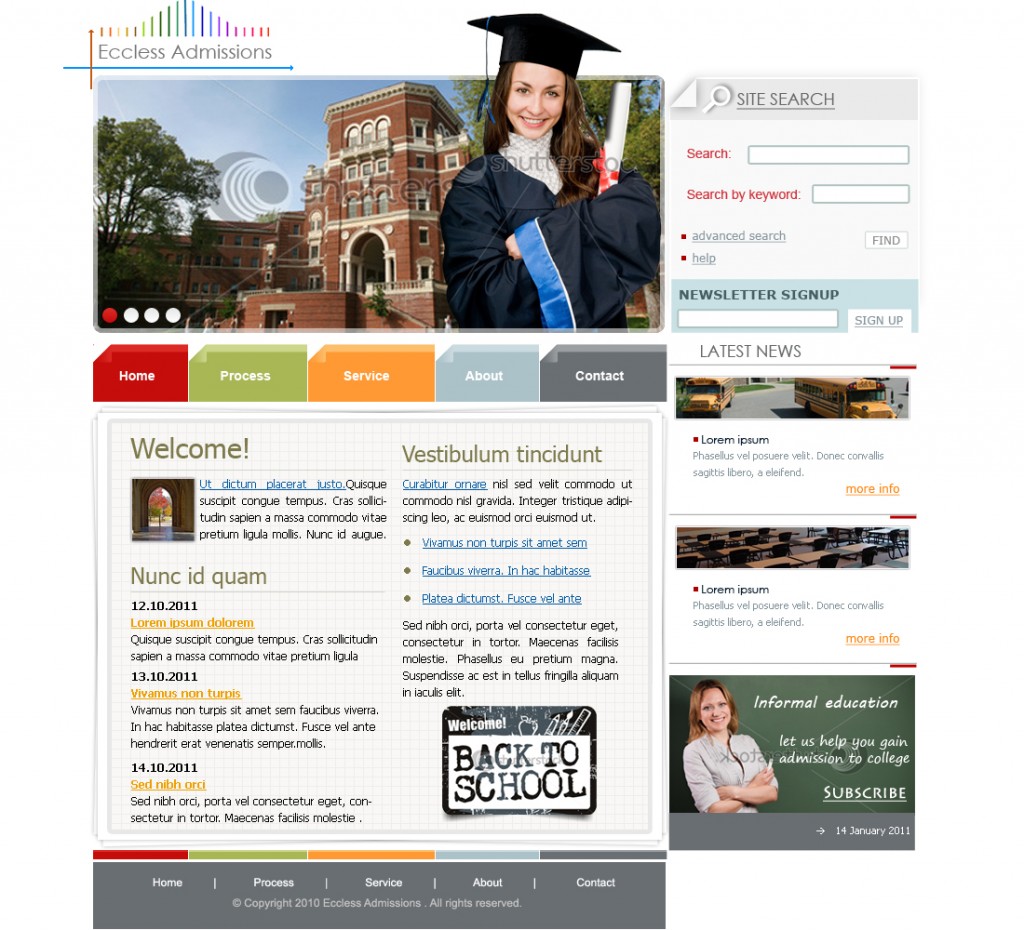 Eccless Admissions
shutterstock
shutterstock
SITE SEARCH
Search:
Search by keyword:
advanced search
help
FIND
NEWSLETTER SIGNUP
SIGN UP
Home Process Service About Contact
Welcome!
Ut dictum placerat justo.Quisque
suscipit congue tempus. Cras sollici-
tudin sapien a massa commodo vitae
pretium ligula mollis. Nunc id augue.
Nunc id quam
12.10.2011
Lorem ipsum dolorem
Quisque suscipit congue tempus. Cras sollicitudin
sapien a massa commodo vitae pretium ligula
13.10.2011
Vivamus non turpis
Vivamus non turpis sit amet sem faucibus viverra.
In hac habitasse platea dictumst. Fusce vel ante
hendrerit erat venenatis semper.mollis.
14.10.2011
Sed nibh orci
Sed nibh orci, porta vel consectetur eget, con-
sectetur in tortor. Maecenas facilisis molestie .
Vestibulum tincidunt
Curabitur ornare nisl sed velit commodo ut
commodo nisl gravida. Integer tristique adipi-
scing leo, ac euismod orci euismod ut.
Vivamus non turpis sit amet sem
Faucibus viverra. In hac habitasse
Platea dictumst. Fusce vel ante
Sed nibh orci, porta vel consectetur eget,
consectetur in tortor. Maecenas facilisis
molestie. Phasellus eu pretium magna.
Suspendisse ac est in tellus fringilla aliquam
in iaculis elit.
Welcome!
BACK TO
SCHOOL
LATEST NEWS
Lorem ipsum
Phasellus vel posuere velit. Donec convallis
sagittis libero, a eleifend.
more info
Lorem ipsum
Phasellus vel posuere velit. Donec convallis
sagittis libero, a eleifend.
more info
Informal education
let us help you gain
admission to college
SUBSCRIBE
14 January 2011
Home | Process | Service | About | Contact
© Copyright 2010 Eccless Admissions . All rights reserved.